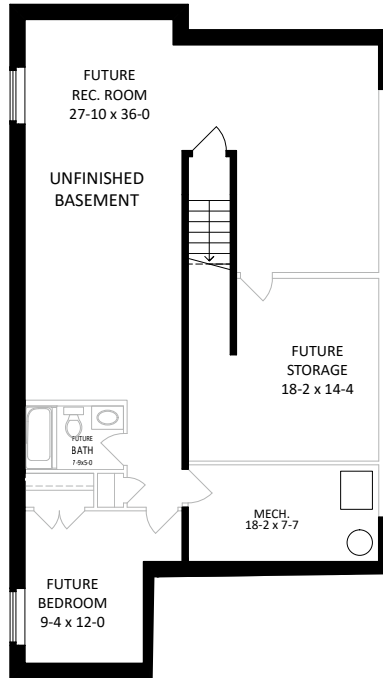 FUTURE
REC. ROOM
27-10 x 36-0
UNFINISHED
BASEMENT
FUTURE
STORAGE
18-2 x 14-4
FUTURE
BATH
7-9x5-0
MECH.
18-2 x 7-7
FUTURE
BEDROOM
9-4 x 12-0